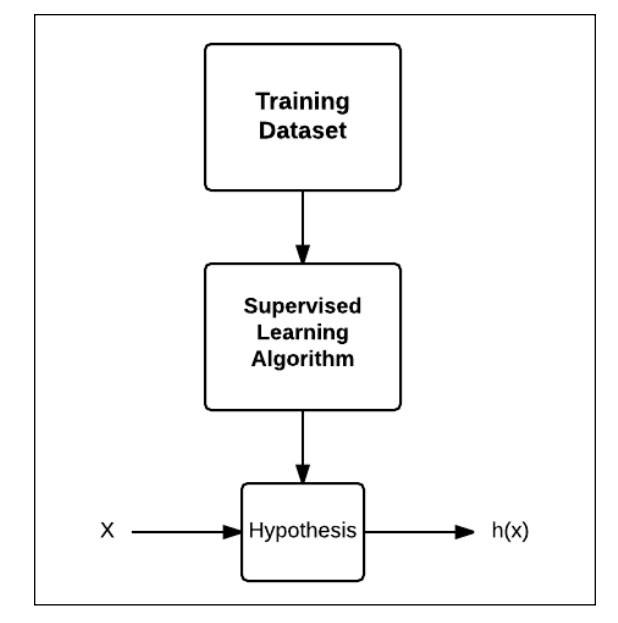 Training
Dataset
Supervised
Learning
Algorithm
X
Hypothesis
h(x)